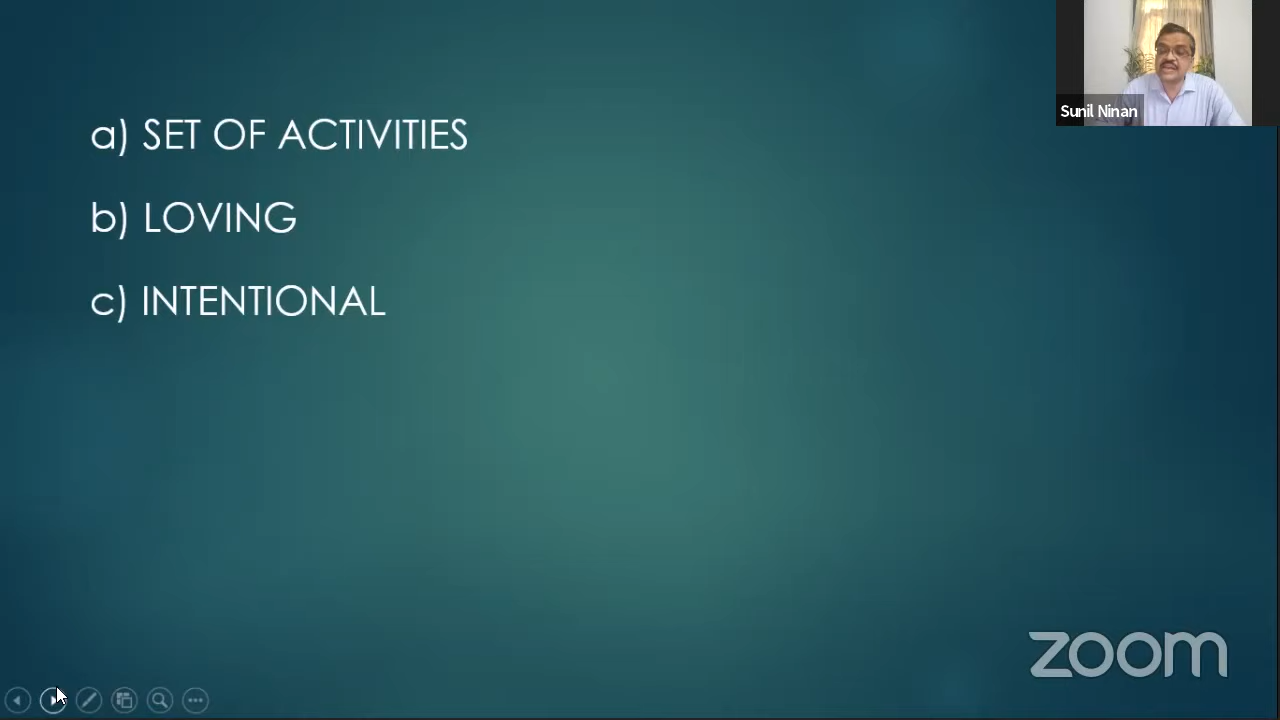 a) SET OF ACTIVITIES
b) LOVING
c) INTENTIONAL
Sunil Ninan
zoom